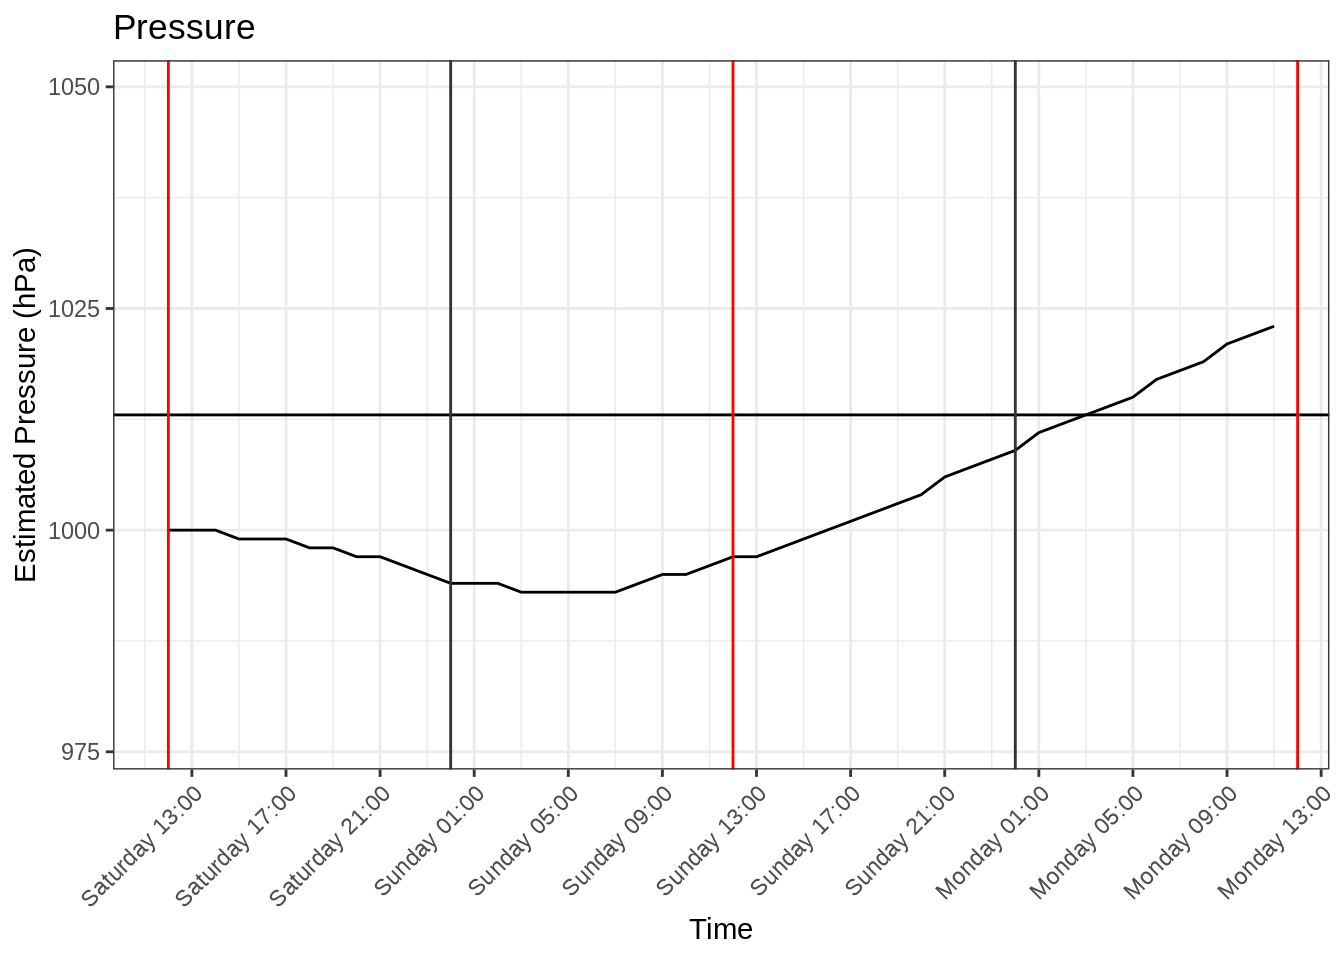 Pressure
Estimated Pressure (hPa)
1050
1025
1000
975
Saturday 13:00
Saturday 17:00
Saturday 21:00
Sunday 01:00
Sunday 05:00
Sunday 09:00
Sunday 13:00
Sunday 17:00
Sunday 21:00
Monday 01:00
Monday 05:00
Monday 09:00
Monday 13:00
Time